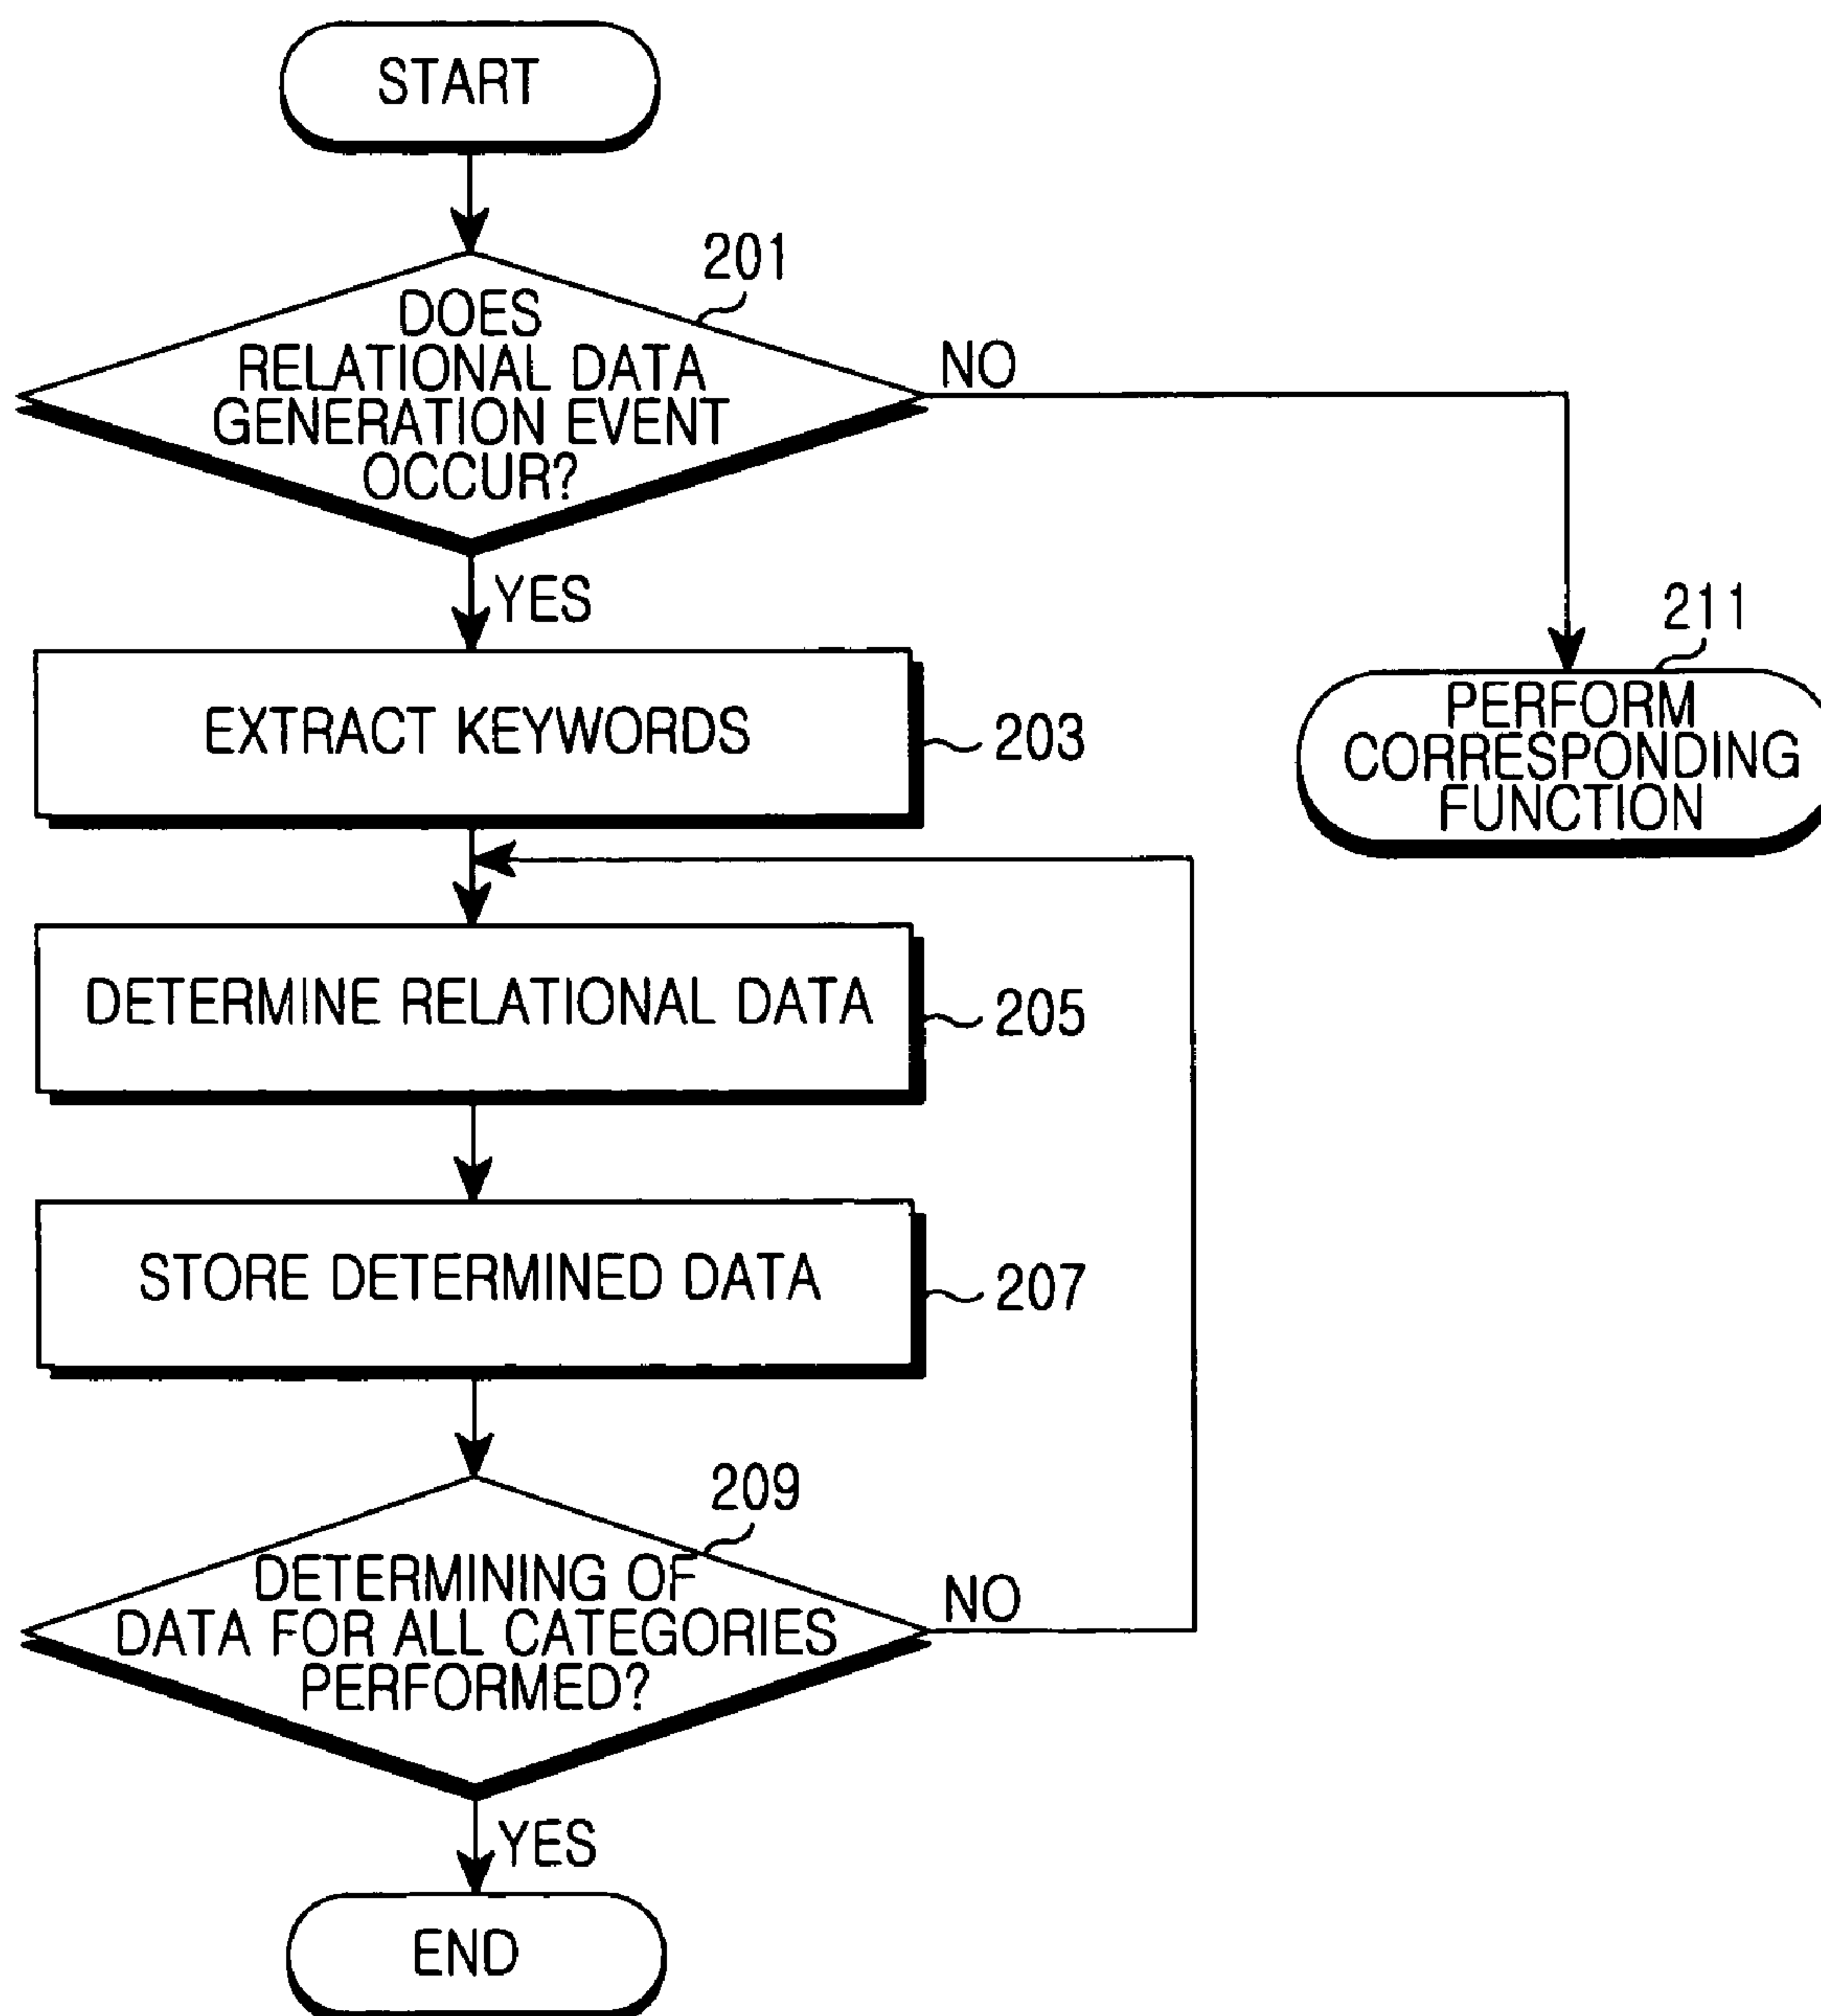 START
201
DOES
RELATIONAL DATA
GENERATION EVENT
OCCUR?
NO
YES
211
PERFORM
CORRESPONDING
FUNCTION
EXTRACT KEYWORDS
203
DETERMINE RELATIONAL DATA
205
STORE DETERMINED DATA
207
209
DETERMINING OF
DATA FOR ALL CATEGORIES
PERFORMED?
NO
YES
END